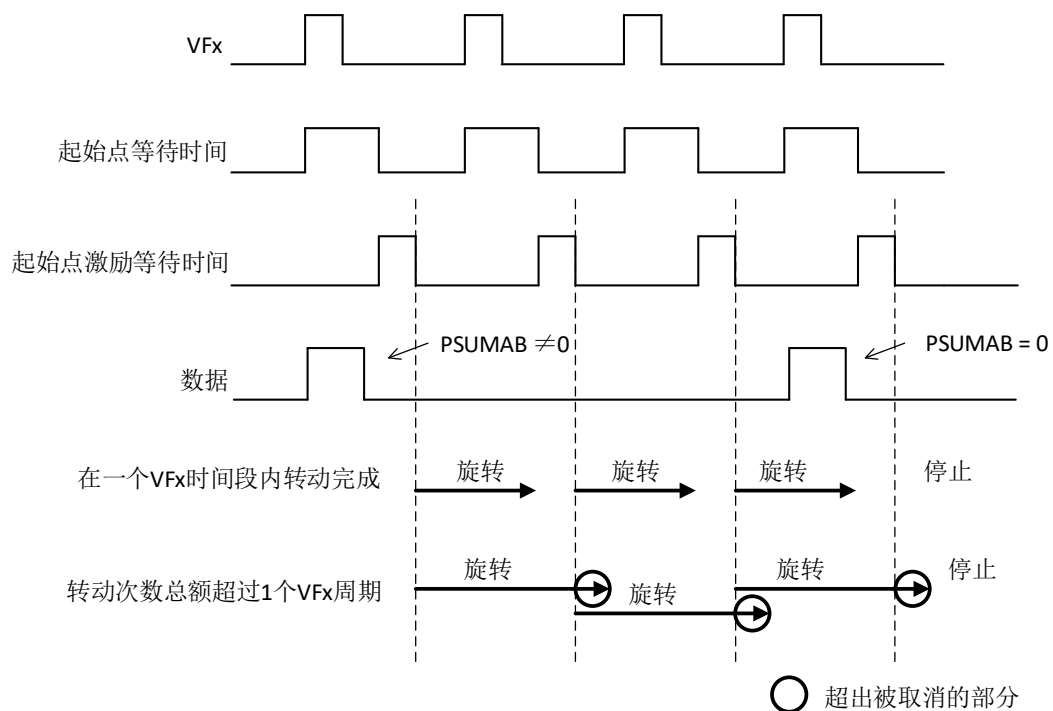 VFx
起始点等待时间
起始点激励等待时间
PSUMAB ≠0
PSUMAB = 0
数据
在一个VFx时间段内转动完成
旋转
旋转
旋转
停止
转动次数总额超过1个VFx周期
旋转
旋转
旋转
停止
超出被取消的部分